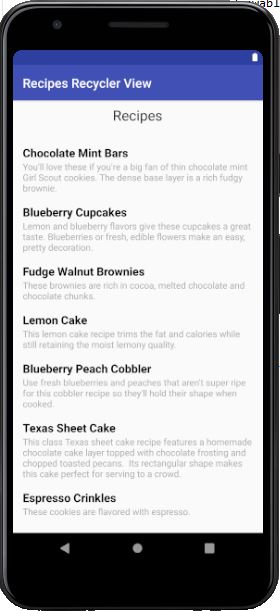 Recipes Recycler View
Recipes
Chocolate Mint Bars
You'll love these if you're a big fan of thin chocolate mint
Girl Scout cookies. The dense base layer is a rich fudgy
brownie.
Blueberry Cupcakes
Lemon and blueberry flavors give these cupcakes a great
taste. Blueberries or fresh, edible flowers make an easy,
pretty decoration.
Fudge Walnut Brownies
These brownies are rich in cocoa, melted chocolate and
chocolate chunks.
Lemon Cake
This lemon cake recipe trims the fat and calories while
still retaining the most lemony quality.
Blueberry Peach Cobbler
Use fresh blueberries and peaches that aren't super ripe
for this cobbler recipe so they'll hold their shape when
cooked.
Texas Sheet Cake
This class Texas sheet cake recipe features a homemade
chocolate cake layer topped with chocolate frosting and
chopped toasted pecans.  Its rectangular shape makes
this cake perfect for serving to a crowd.
Espresso Crinkles
These cookies are flavored with espresso.